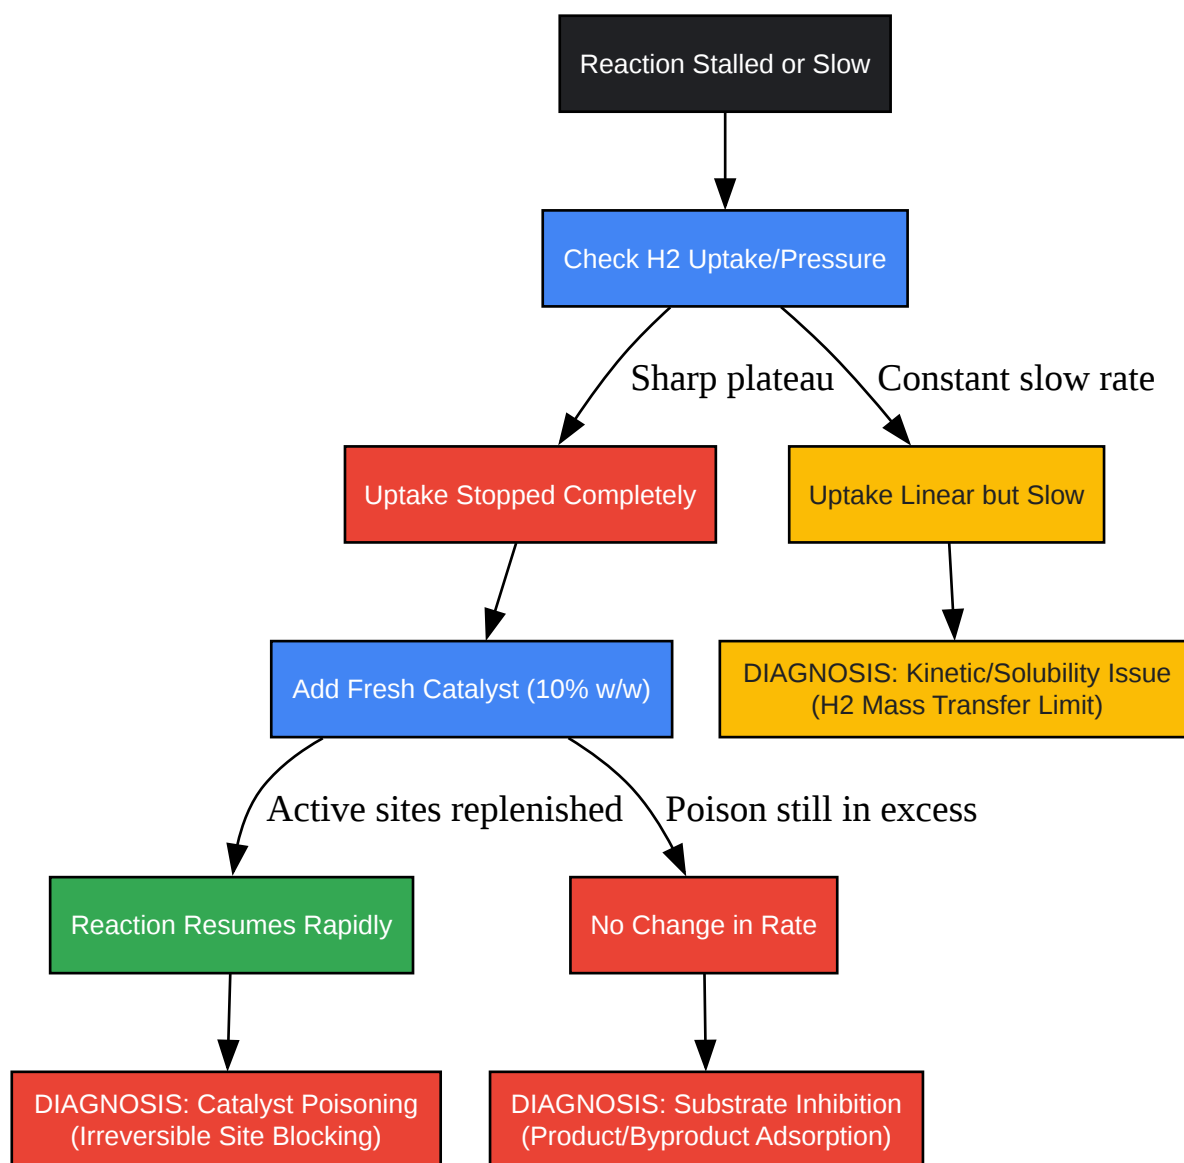 Reaction Stalled or Slow
Check H2 Uptake/Pressure
Sharp plateau
Constant slow rate
Uptake Stopped Completely
Uptake Linear but Slow
Add Fresh Catalyst (10% w/w)
DIAGNOSIS: Kinetic/Solubility Issue
(H2 Mass Transfer Limit)
Active sites replenished
Poison still in excess
Reaction Resumes Rapidly
No Change in Rate
DIAGNOSIS: Catalyst Poisoning
(Irreversible Site Blocking)
DIAGNOSIS: Substrate Inhibition
(Product/Byproduct Adsorption)